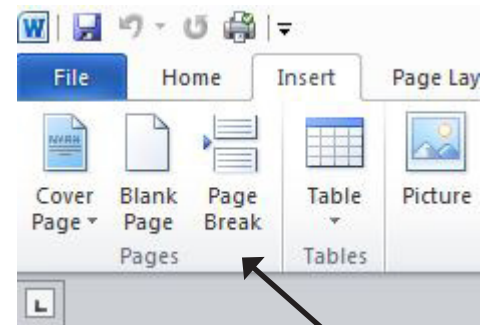 W
File Home Insert Page Lay
Cover Blank Page Table Picture
Page Page Break
Pages Tables
L